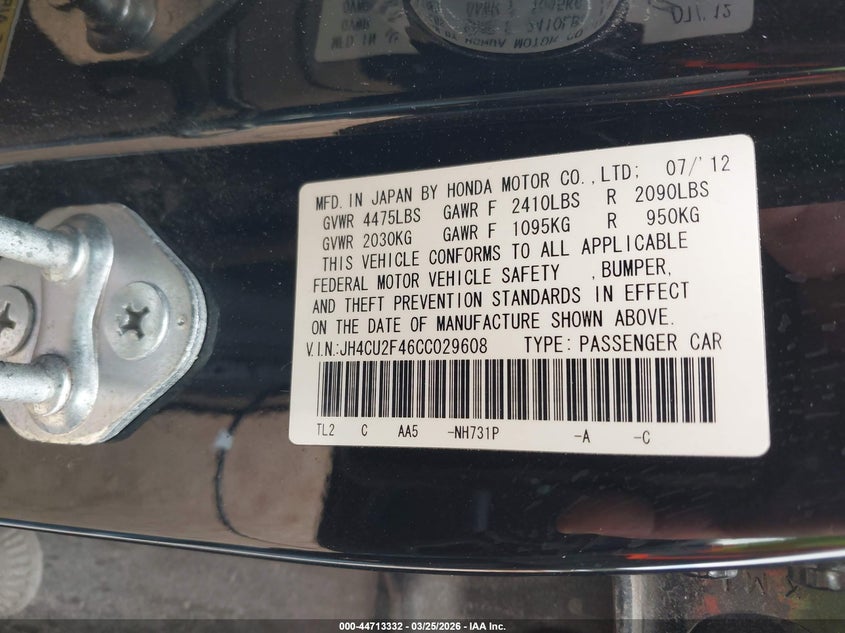 MFD. IN JAPAN BY HONDA MOTOR CO.,LTD; 07/'12
GVWR 4475LBS GAWR F 2410LBS R 2090LBS
GVWR 2030KG GAWR F 1095KG R 950KG
THIS VEHICLE CONFORMS TO ALL APPLICABLE
FEDERAL MOTOR VEHICLE SAFETY , BUMPER,
AND THEFT PREVENTION STANDARDS IN EFFECT
ON THE DATE OF MANUFACTURE SHOWN ABOVE.
V.I.N.:JH4CU2F46CC029608 TYPE: PASSENGER CAR
TL2 C AA5 -NH731P -A -C
000-44713332 — 03/25/2026 — IAA Inc.